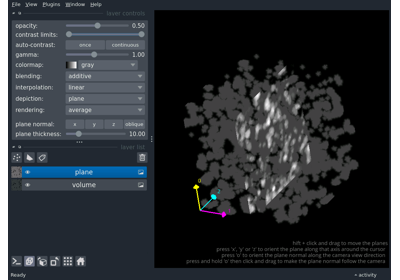 File View Plugins Window Help
layer controls
opacity: 0.50
contrast limits:
auto-contrast: once continuous
gamma: 1.00
colormap: gray
blending: additive
interpolation: linear
depiction: plane
rendering: average
plane normal: x y z oblique
plane thickness: 10.00
layer list
plane
volume
shift + click and drag to move the planes
press 'x', 'y' or 'z' to orient the plane along that axis around the cursor
press 'o' to orient the plane normal along the camera view direction
press and hold 'o' then click and drag to make the plane normal follow the camera
Ready
activity